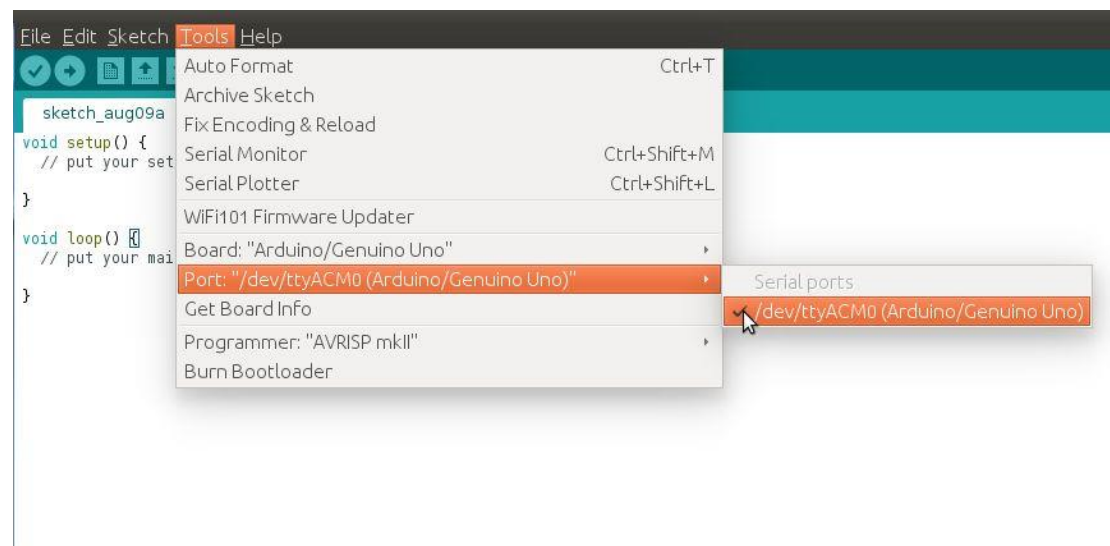 File Edit Sketch Tools Help
sketch_aug09a
void setup() {
// put your set
}
void loop() {
// put your mai
}
Auto Format Ctrl+T
Archive Sketch
Fix Encoding & Reload
Serial Monitor Ctrl+Shift+M
Serial Plotter Ctrl+Shift+L
WiFi101 Firmware Updater
Board: "Arduino/Genuino Uno"
Port: "/dev/ttyACM0 (Arduino/Genuino Uno)"
Get Board Info
Programmer: "AVRISP mkII"
Burn Bootloader
Serial ports
/dev/ttyACM0 (Arduino/Genuino Uno)